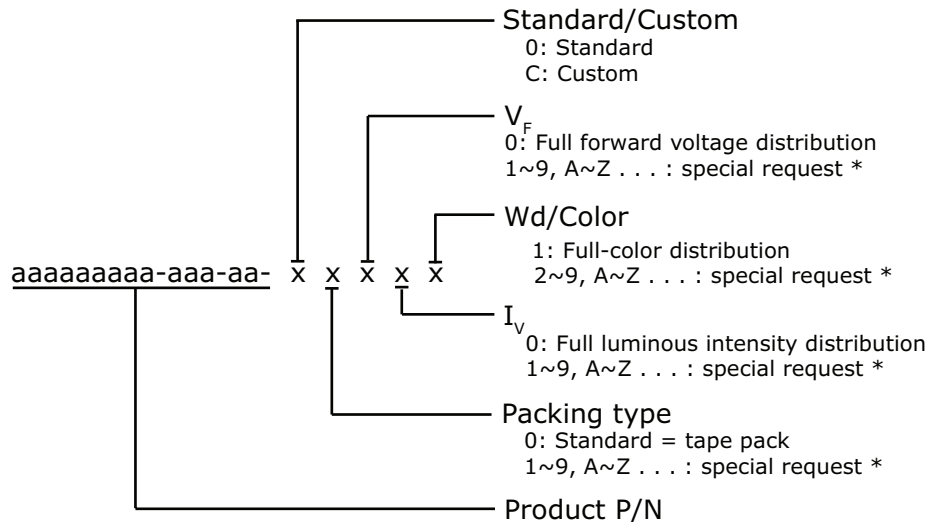 Standard/Custom
0: Standard
C: Custom
VF
0: Full forward voltage distribution
1~9, A~Z . . . : special request *
Wd/Color
1: Full-color distribution
2~9, A~Z . . . : special request *
aaaaaaaaa-aaa-aa- x x x x x
IV
0: Full luminous intensity distribution
1~9, A~Z . . . : special request *
Packing type
0: Standard = tape pack
1~9, A~Z . . . : special request *
Product P/N